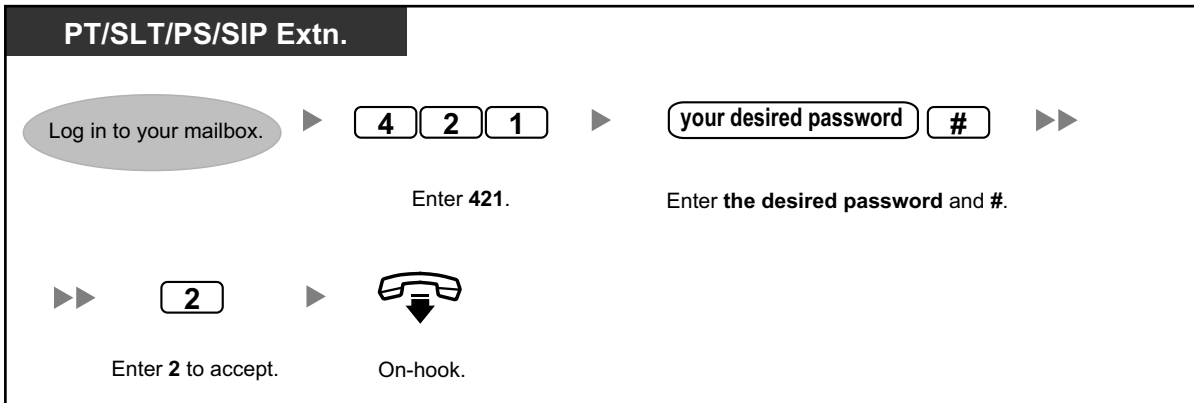 PT/SLT/PS/SIP Extn.
Log in to your mailbox.
4 2 1
your desired password #
Enter 421.
Enter the desired password and #.
2
Enter 2 to accept.
On-hook.